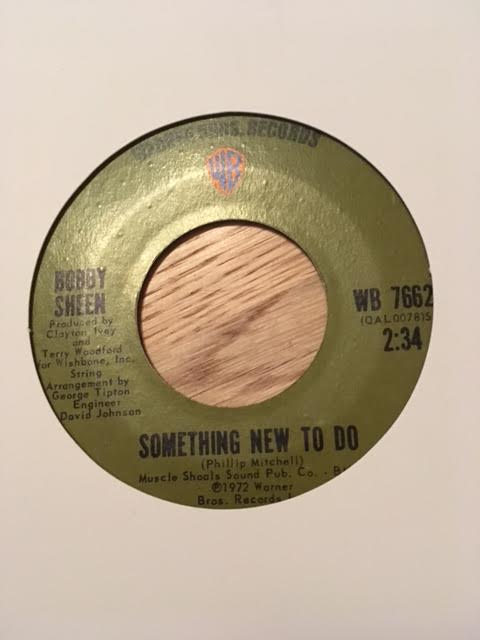 WARNER BROS. RECORDS
WB
BOBBY
SHEEN
Produced by
Clayton Ivey
and
Terry Woodford
for Wishbone, Inc.
String
Arrangement by
George Tipton
Engineer
David Johnson
WB 7662
(QAL00781S
2:34
SOMETHING NEW TO DO
(Phillip Mitchell)
Muscle Shoals Sound Pub. Co. -
℗1972 Warner
Bros. Records